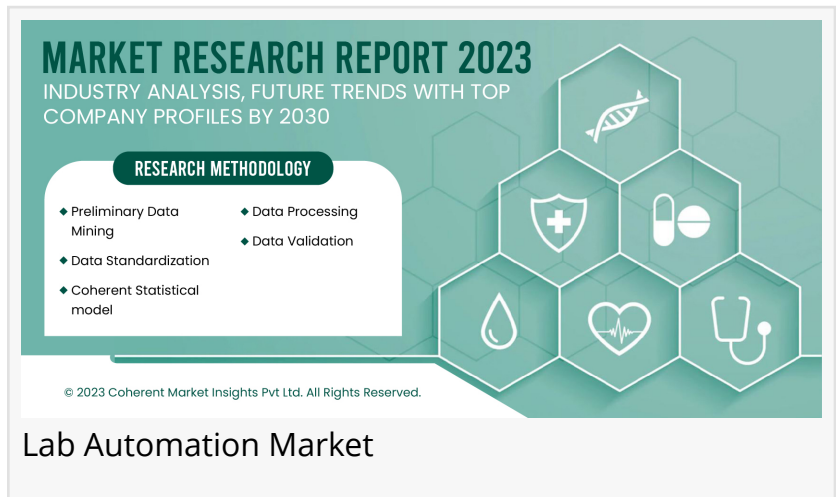 MARKET RESEARCH REPORT 2023
INDUSTRY ANALYSIS, FUTURE TRENDS WITH TOP
COMPANY PROFILES BY 2030
RESEARCH METHODOLOGY
Preliminary Data
Mining
Data Standardization
Coherent Statistical
model
Data Processing
Data Validation
© 2023 Coherent Market Insights Pvt Ltd. All Rights Reserved.
Lab Automation Market